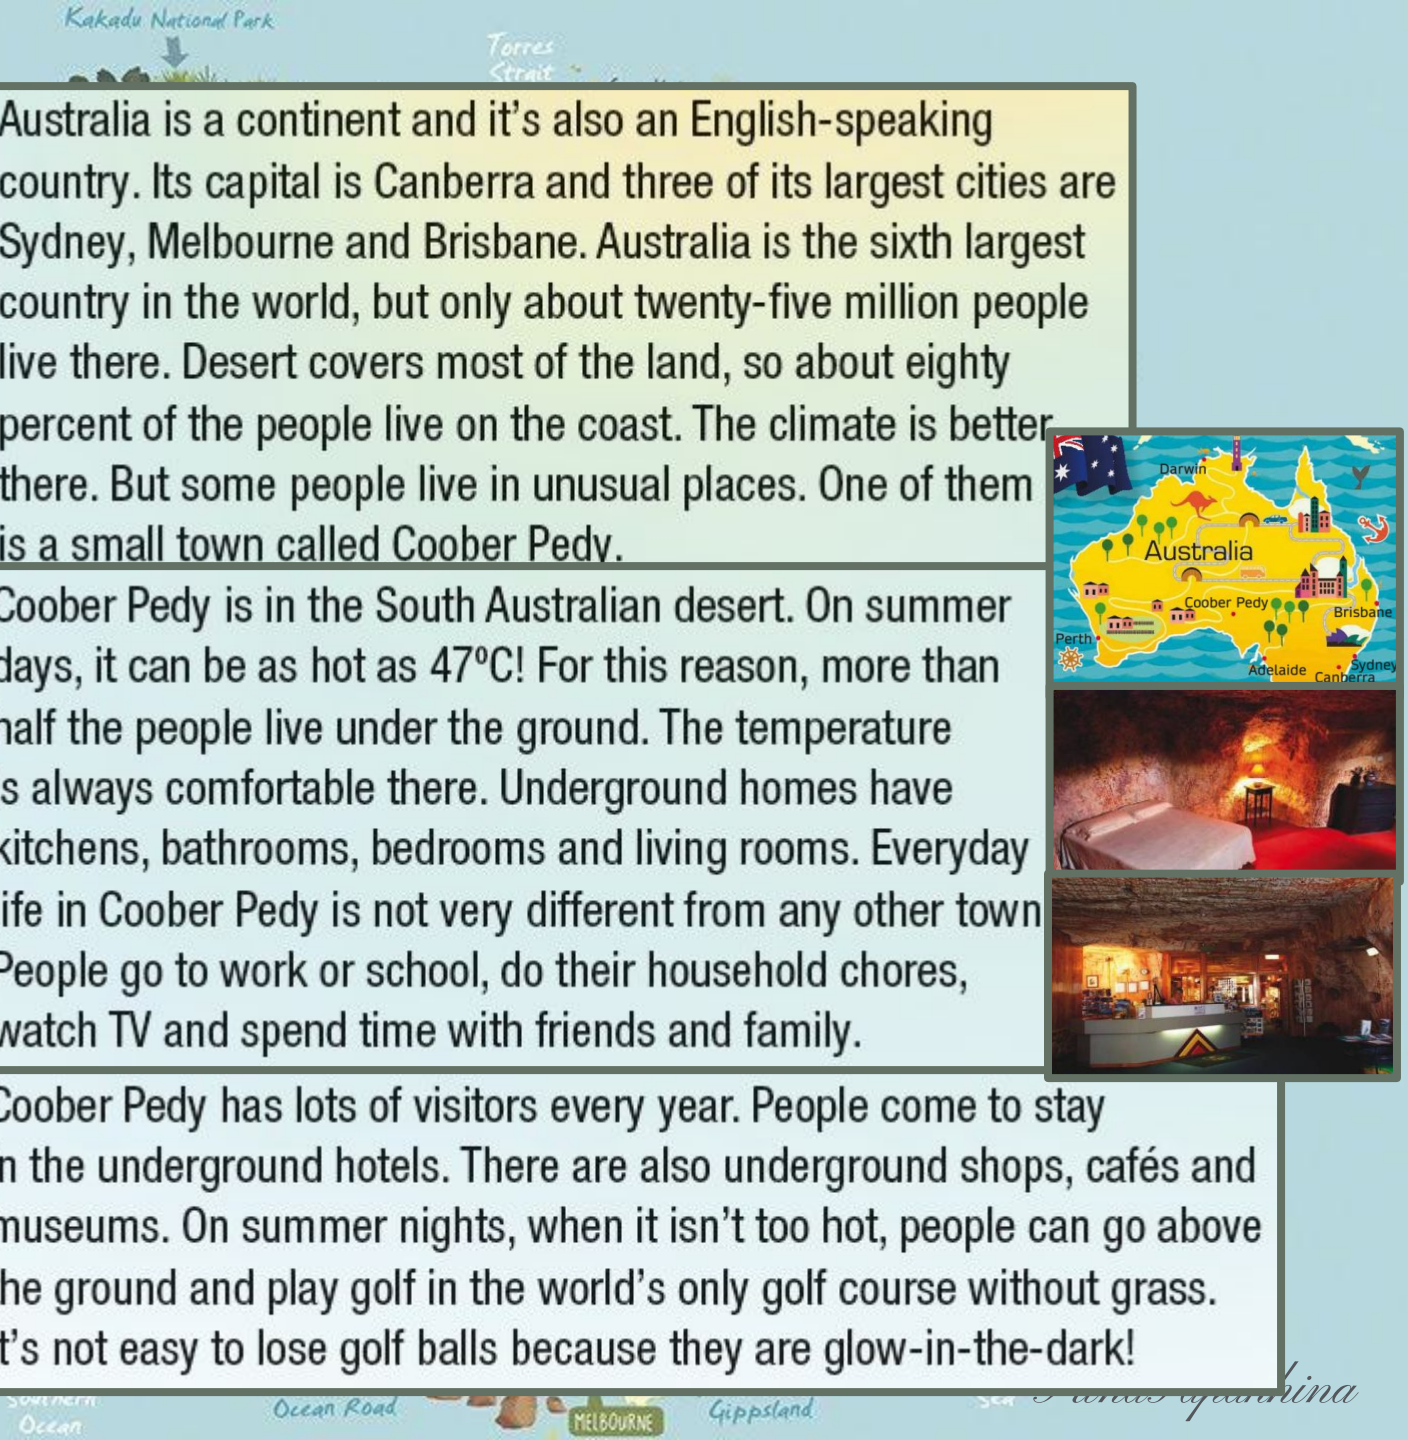 Kakadu National Park
Torres
Strait
Australia is a continent and it's also an English-speaking
country. Its capital is Canberra and three of its largest cities are
Sydney, Melbourne and Brisbane. Australia is the sixth largest
country in the world, but only about twenty-five million people
live there. Desert covers most of the land, so about eighty
percent of the people live on the coast. The climate is better
there. But some people live in unusual places. One of them
is a small town called Coober Pedy.
Darwin
Australia
Coober Pedy
Brisbane
Perth
Adelaide
Sydney
Canberra
Coober Pedy is in the South Australian desert. On summer
days, it can be as hot as 47ºC! For this reason, more than
half the people live under the ground. The temperature
is always comfortable there. Underground homes have
kitchens, bathrooms, bedrooms and living rooms. Everyday
life in Coober Pedy is not very different from any other town
People go to work or school, do their household chores,
watch TV and spend time with friends and family.
Coober Pedy has lots of visitors every year. People come to stay
in the underground hotels. There are also underground shops, cafés and
museums. On summer nights, when it isn't too hot, people can go above
the ground and play golf in the world's only golf course without grass.
It's not easy to lose golf balls because they are glow-in-the-dark!
Southern
Ocean
Ocean Road
MELBOURNE
Gippsland
Sea